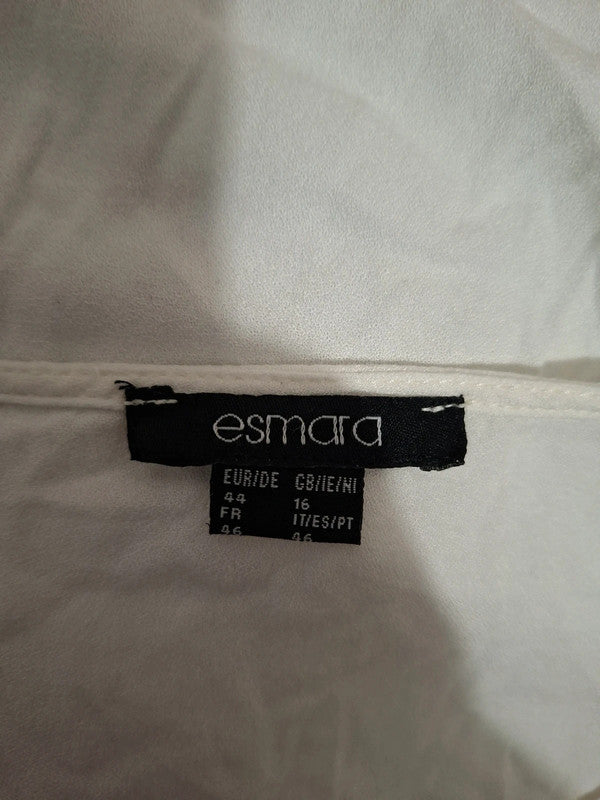 esmara
EUR/DE GB/IE/NI
44 16
FR IT/ES/PT
46 46